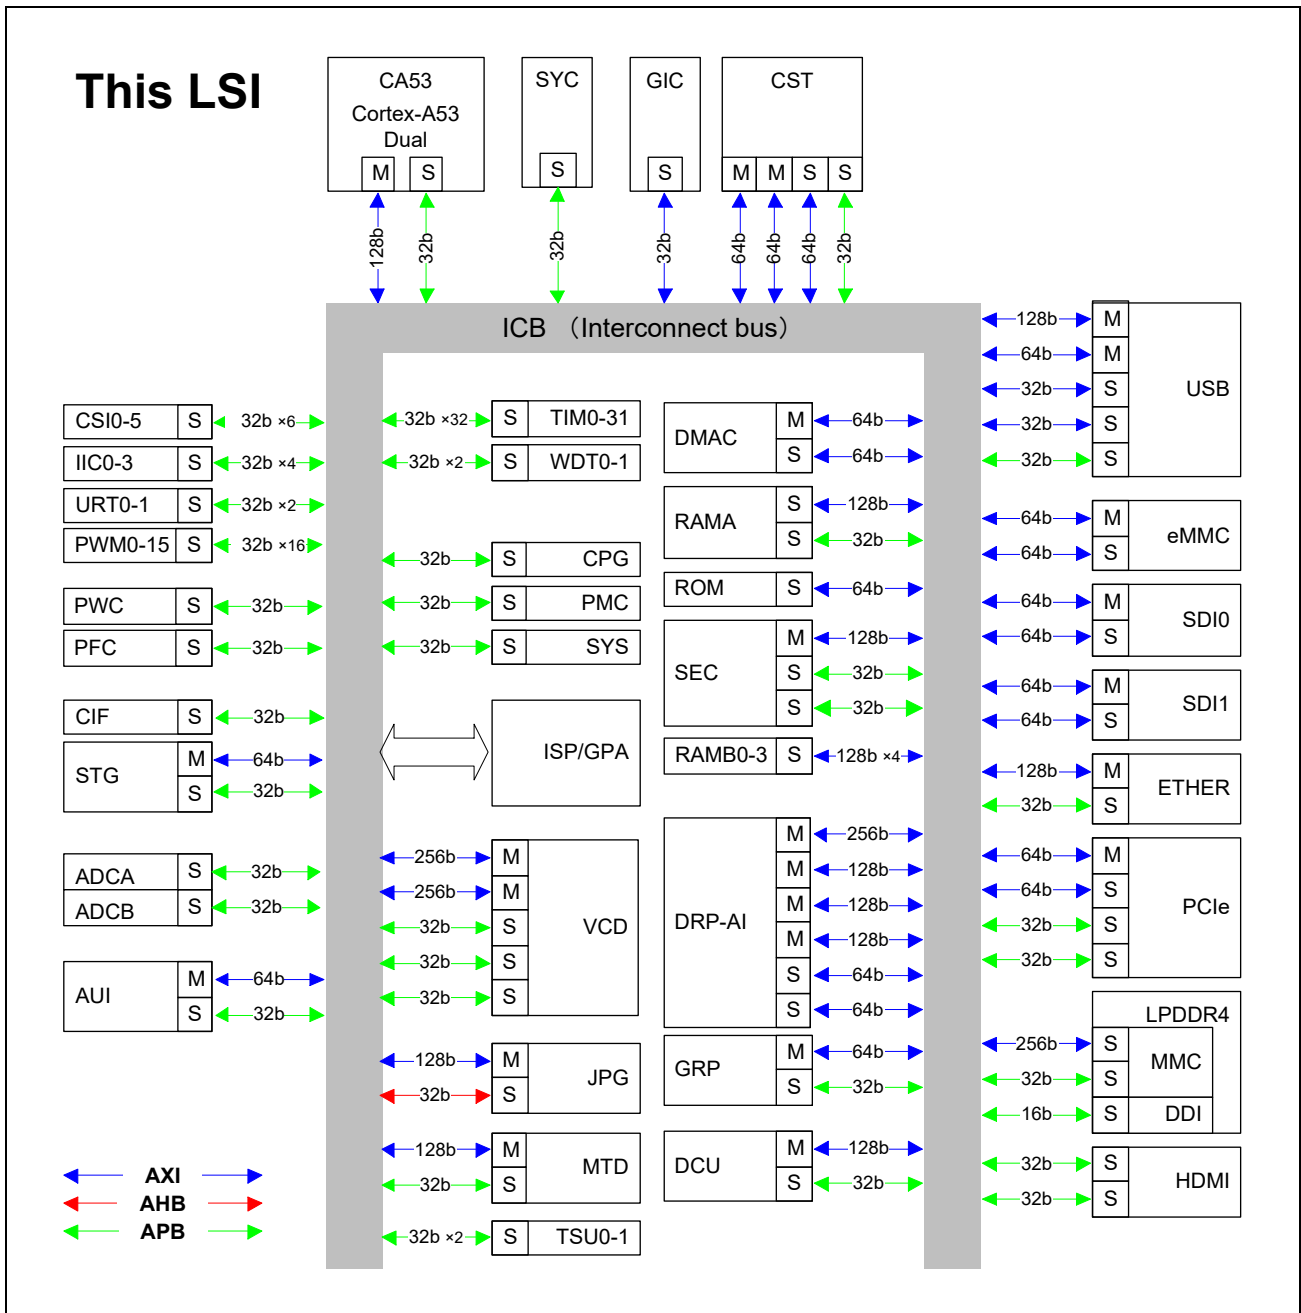 This LSI
CA53
Cortex-A53
Dual
M S
SYC
S
GIC
S
CST
M M S S
128b 32b 32b 32b 64b 64b 64b 32b
ICB （Interconnect bus）
CSI0-5 S 32b ×6
IIC0-3 S 32b ×4
URT0-1 S 32b ×2
PWM0-15 S 32b ×16
PWC S 32b
PFC S 32b
CIF S 32b
STG
M 64b
S 32b
ADCA S 32b
ADCB S 32b
AUI
M 64b
S 32b
AXI
AHB
APB
32b ×32 S TIM0-31
32b ×2 S WDT0-1
32b S CPG
32b S PMC
32b S SYS
ISP/GPA
256b M
256b M
32b S VCD
32b S
32b S
128b M
JPG
32b S
128b M
MTD
32b S
32b ×2 S TSU0-1
DMAC
M 64b
S 64b
RAMA
S 128b
S 32b
ROM S 64b
SEC
M 128b
S 32b
S 32b
RAMB0-3 S 128b ×4
DRP-AI
M 256b
M 128b
M 128b
M 128b
S 64b
S 64b
GRP
M 64b
S 32b
DCU
M 128b
S 32b
128b M
64b M
32b S USB
32b S
32b S
64b M
eMMC
64b S
64b M
SDI0
64b S
64b M
SDI1
64b S
128b M
ETHER
32b S
64b M
64b S
PCIe
32b S
32b S
LPDDR4
256b S
MMC
32b S
16b S DDI
32b S
HDMI
32b S